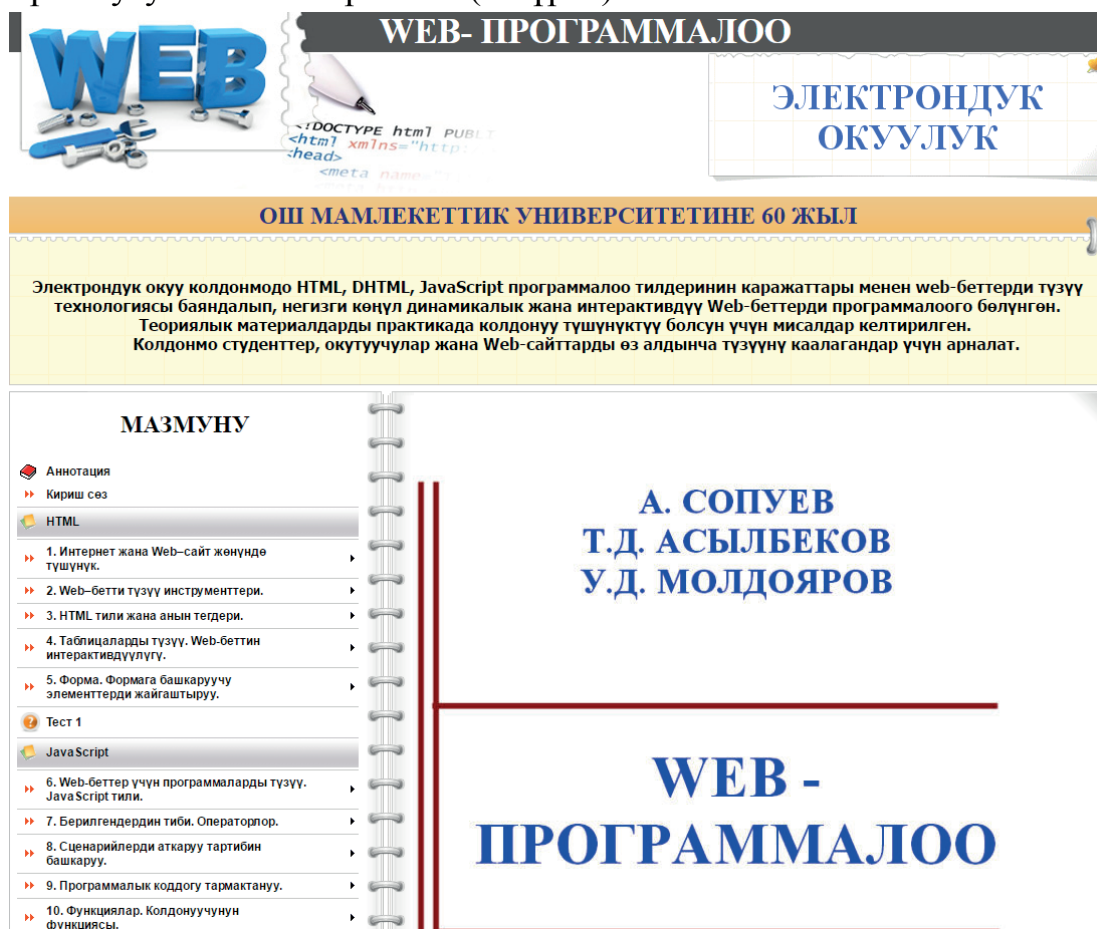 WEB- ПРОГРАММАЛОО
WEB
<!DOCTYPE html PUBLI
<html xmlns="http:
<head>
<meta name=
ЭЛЕКТРОНДУК
ОКУУЛУК
ОШ МАМЛЕКЕТТИК УНИВЕРСИТЕТИНЕ 60 ЖЫЛ
Электрондук окуу колдонмодо HTML, DHTML, JavaScript программалоо тилдеринин каражаттары менен web-беттерди түзүү
технологиясы баяндалып, негизги көңүл динамикалык жана интерактивдүү Web-беттерди программалоого бөлүнгөн.
Теориялык материалдарды практикада колдонуу түшүнүктүү болсун үчүн мисалдар келтирилген.
Колдонмо студенттер, окутуучулар жана Web-сайттарды өз алдынча түзүүнү каалагандар үчүн арналат.
МАЗМУНУ
Аннотация
Кириш сөз
HTML
1. Интернет жана Web–сайт жөнүндө
түшүнүк.
2. Web–бетти түзүү инструменттери.
3. HTML тили жана анын тегдери.
4. Таблицаларды түзүү. Web-беттин
интерактивдүүлүгү.
5. Форма. Формага башкаруучу
элементтерди жайгаштыруу.
Тест 1
JavaScript
6. Web-беттер үчүн программаларды түзүү.
JavaScript тили.
7. Берилгендердин тиби. Операторлор.
8. Сценарийлерди аткаруу тартибин
башкаруу.
9. Программалык коддогу тармактануу.
10. Функциялар. Колдонуучунун
функциясы.
А. СОПУЕВ
Т.Д. АСЫЛБЕКОВ
У.Д. МОЛДОЯРОВ
WEB -
ПРОГРАММАЛОО